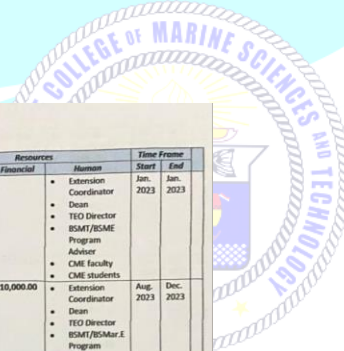 COLLEGE OF MARINE SCIENCES AND TECHNOLOGY
Resources Time Frame
Financial Human Start End
• Extension Jan. Jan.
Coordinator 2023 2023
• Dean
• TEO Director
• BSMT/BSME
Program
Adviser
• CME faculty
• CME students
10,000.00 • Extension Aug. Dec.
Coordinator 2023 2023
• Dean
• TEO Director
• BSMT/BSMar.E
Program